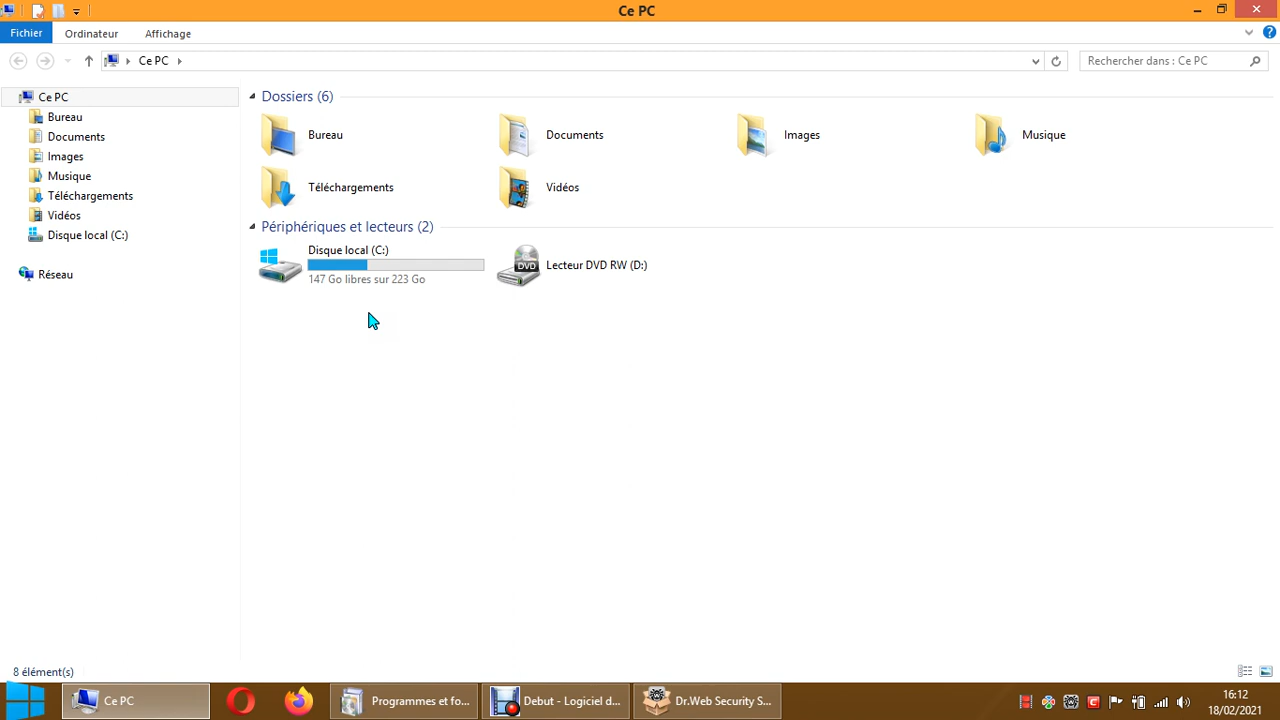 Ce PC
Fichier
Ordinateur
Affichage
Ce PC
Rechercher dans : Ce PC
Ce PC
Bureau
Documents
Images
Musique
Téléchargements
Vidéos
Disque local (C:)
Réseau
Dossiers (6)
Bureau
Documents
Images
Musique
Téléchargements
Vidéos
Périphériques et lecteurs (2)
Disque local (C:)
147 Go libres sur 223 Go
DVD
Lecteur DVD RW (D:)
8 élément(s)
Ce PC
Programmes et fo...
Debut - Logiciel d...
Dr.Web Security S...
16:12
18/02/2021